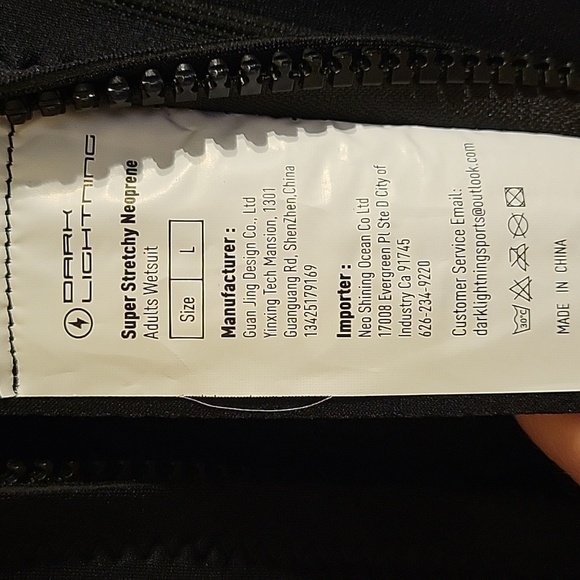 DARK
LIGHTNING
Super Stretchy Neoprene
Adults Wetsuit
Size L
Manufacturer :
Guan Jing Design Co., Ltd
Yinxing Tech Mansion, 1301
Guanguang Rd, ShenZhen,China
13425179169
Importer :
Neo Shining Ocean Co Ltd
17008 Evergreen Pl Ste D City of
Industry Ca 91745
626-234-9220
Customer Service Email:
darklightningsports@outlook.com
30°C
MADE IN CHINA